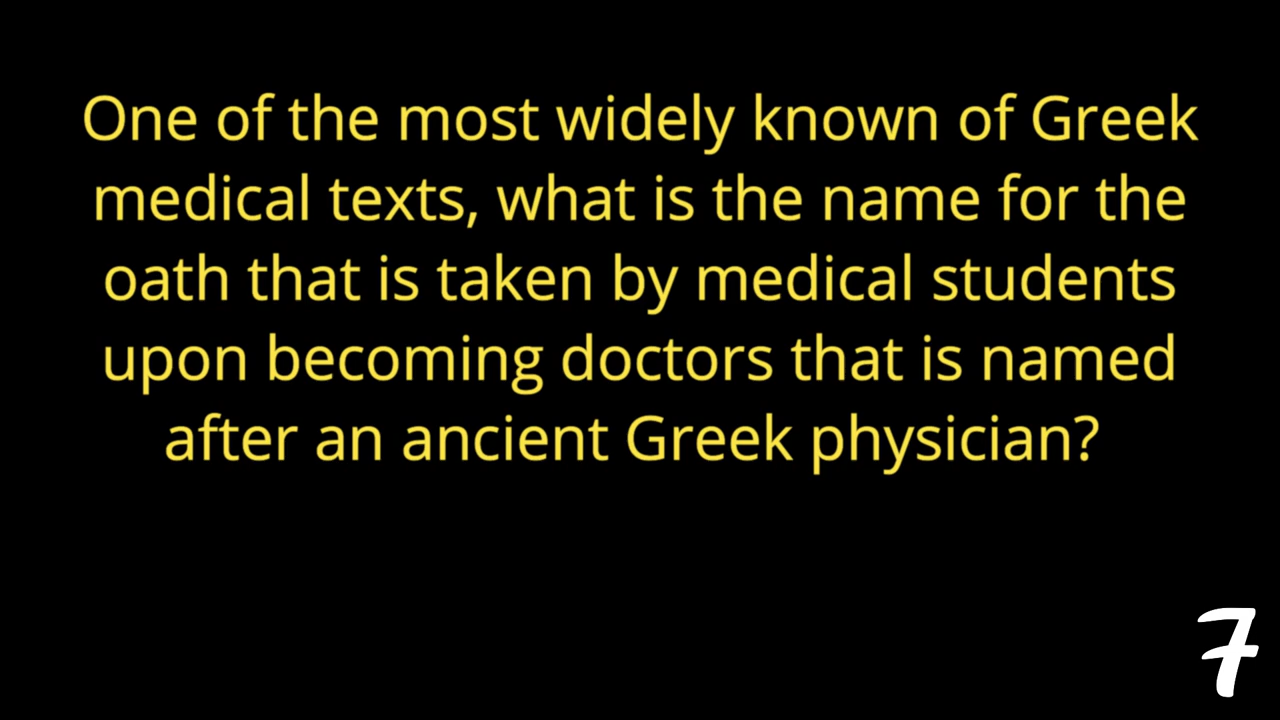 One of the most widely known of Greek
medical texts, what is the name for the
oath that is taken by medical students
upon becoming doctors that is named
after an ancient Greek physician?
7